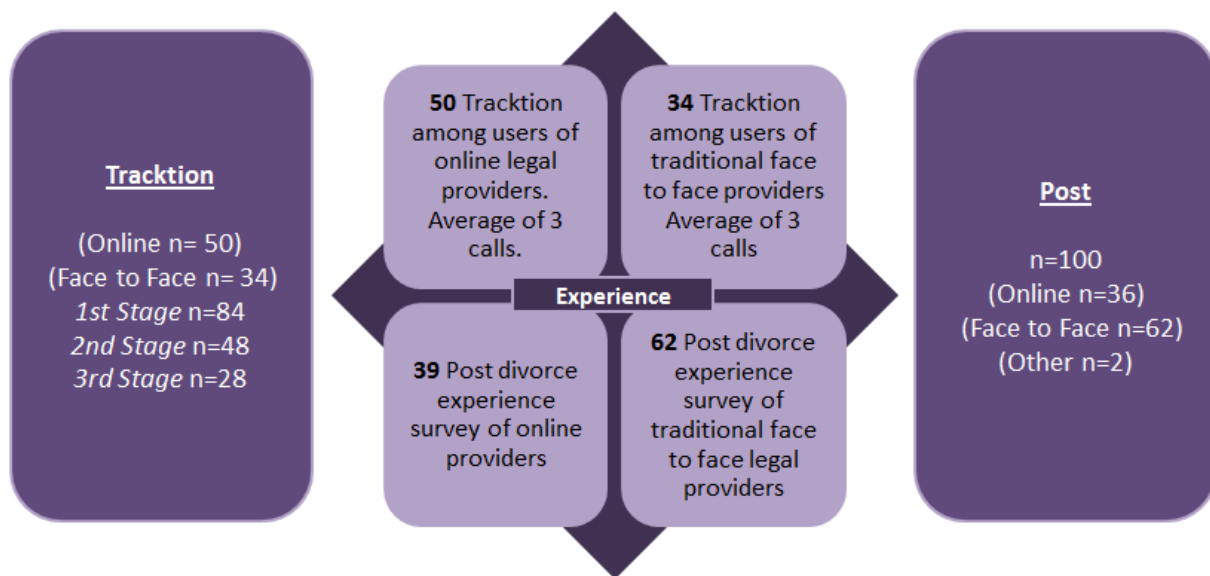 Tracktion
(Online n= 50)
(Face to Face n= 34)
1st Stage n=84
2nd Stage n=48
3rd Stage n=28
50 Tracktion
among users of
online legal
providers.
Average of 3
calls.
34 Tracktion
among users of
traditional face
to face providers
Average of 3
calls
Experience
39 Post divorce
experience
survey of online
providers
62 Post divorce
experience
survey of
traditional face
to face legal
providers
Post
n=100
(Online n=36)
(Face to Face n=62)
(Other n=2)